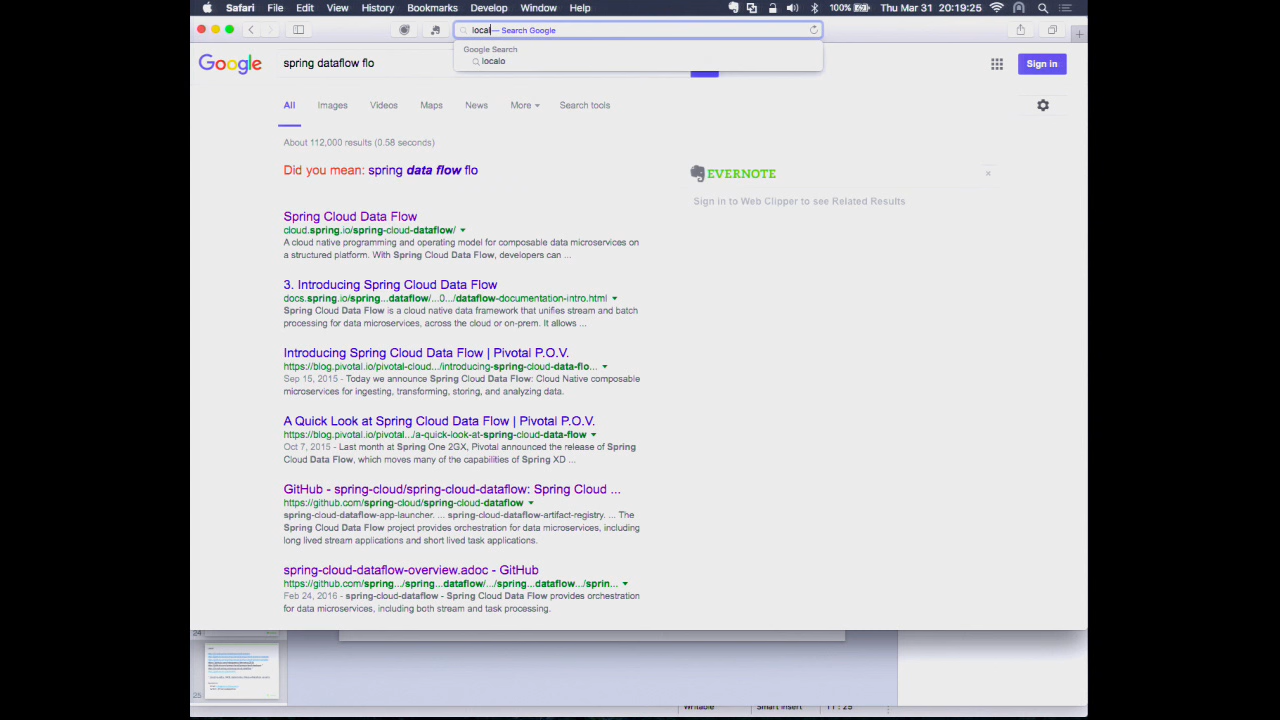 Safari File Edit View History Bookmarks Develop Window Help 100% Thu Mar 31 20:19:25
local — Search Google
Google Search
localo
Google spring dataflow flo Sign in
All Images Videos Maps News More Search tools
About 112,000 results (0.58 seconds)
Did you mean: spring data flow flo
EVERNOTE
Sign in to Web Clipper to see Related Results
Spring Cloud Data Flow
cloud.spring.io/spring-cloud-dataflow/
A cloud native programming and operating model for composable data microservices on
a structured platform. With Spring Cloud Data Flow, developers can ...
3. Introducing Spring Cloud Data Flow
docs.spring.io/spring...dataflow/...0.../dataflow-documentation-intro.html
Spring Cloud Data Flow is a cloud native data framework that unifies stream and batch
processing for data microservices, across the cloud or on-prem. It allows ...
Introducing Spring Cloud Data Flow | Pivotal P.O.V.
https://blog.pivotal.io/pivotal-cloud.../introducing-spring-cloud-data-flo...
Sep 15, 2015 - Today we announce Spring Cloud Data Flow: Cloud Native composable
microservices for ingesting, transforming, storing, and analyzing data.
A Quick Look at Spring Cloud Data Flow | Pivotal P.O.V.
https://blog.pivotal.io/pivotal.../a-quick-look-at-spring-cloud-data-flow
Oct 7, 2015 - Last month at Spring One 2GX, Pivotal announced the release of Spring
Cloud Data Flow, which moves many of the capabilities of Spring XD ...
GitHub - spring-cloud/spring-cloud-dataflow: Spring Cloud ...
https://github.com/spring-cloud/spring-cloud-dataflow
spring-cloud-dataflow-app-launcher. ... spring-cloud-dataflow-artifact-registry. ... The
Spring Cloud Data Flow project provides orchestration for data microservices, including
long lived stream applications and short lived task applications.
spring-cloud-dataflow-overview.adoc - GitHub
https://github.com/spring.../spring...dataflow/.../spring...dataflow.../sprin...
Feb 24, 2016 - spring-cloud-dataflow - Spring Cloud Data Flow provides orchestration
for data microservices, including both stream and task processing.
24
25
Writable Smart Insert 11 : 25